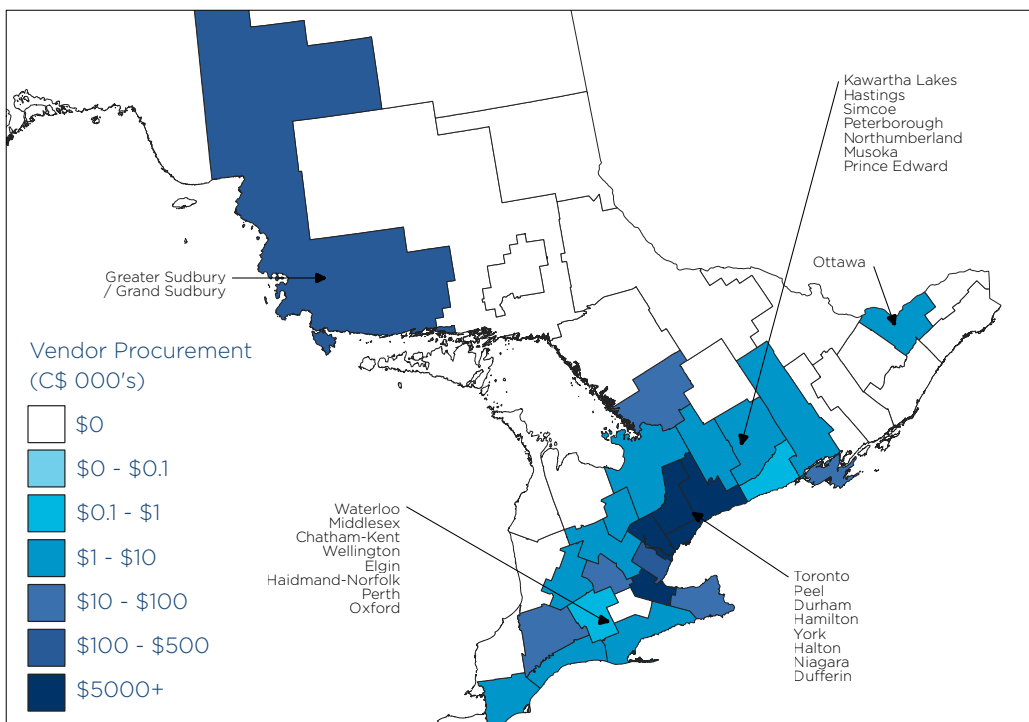 Kawartha Lakes
Hastings
Simcoe
Peterborough
Northumberland
Musoka
Prince Edward
Ottawa
Greater Sudbury
/ Grand Sudbury
Vendor Procurement
(C$ 000's)
$0
$0 - $0.1
$0.1 - $1
$1 - $10
$10 - $100
$100 - $500
$5000+
Waterloo
Middlesex
Chatham-Kent
Wellington
Elgin
Haidmand-Norfolk
Perth
Oxford
Toronto
Peel
Durham
Hamilton
York
Halton
Niagara
Dufferin